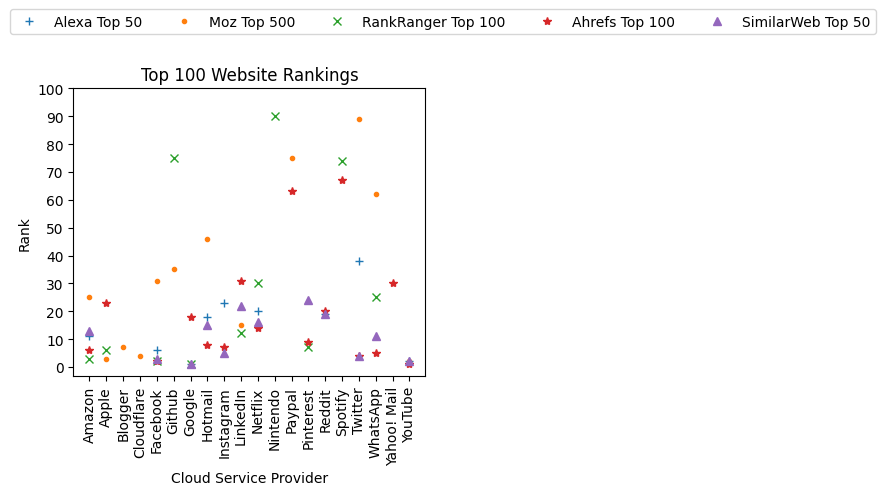 Alexa Top 50 Moz Top 500 RankRanger Top 100 Ahrefs Top 100 SimilarWeb Top 50
Top 100 Website Rankings
100
90
80
70
60
50
40
30
20
10
0
Rank
Amazon
Apple
Blogger
Cloudflare
Facebook
Github
Google
Hotmail
Instagram
LinkedIn
Netflix
Nintendo
Paypal
Pinterest
Reddit
Spotify
Twitter
WhatsApp
Yahoo! Mail
YouTube
Cloud Service Provider